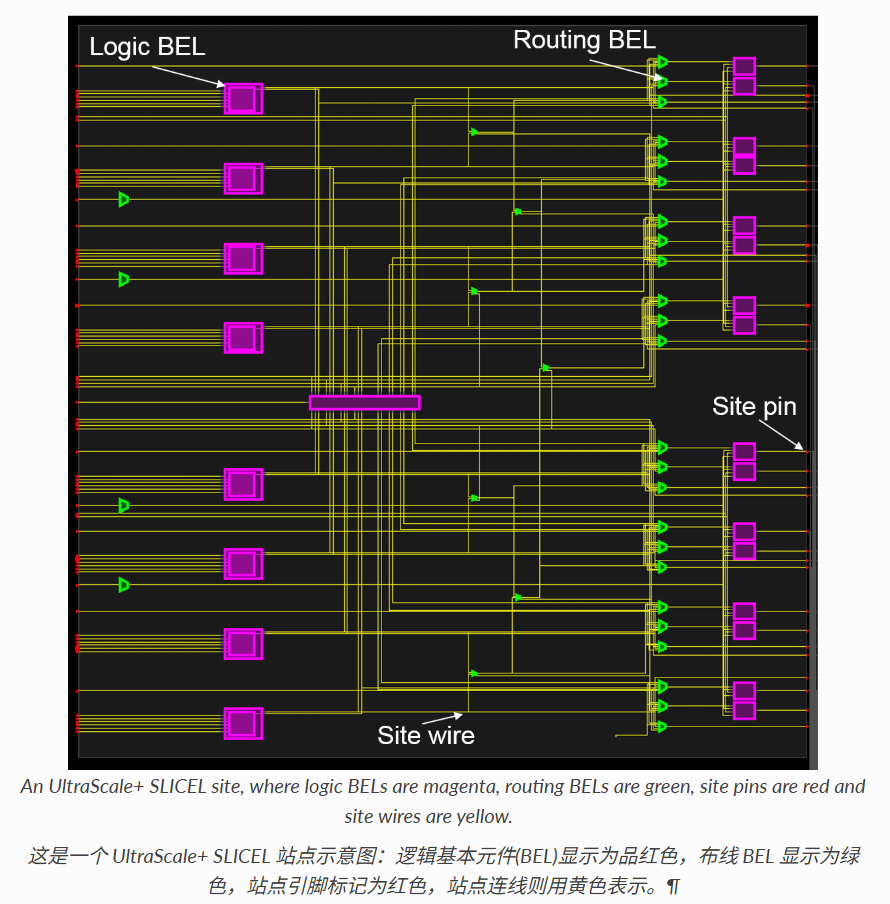 Logic BEL
Routing BEL
Site pin
Site wire
An UltraScale+ SLICEL site, where logic BELs are magenta, routing BELs are green, site pins are red and
site wires are yellow.
这是一个 UltraScale+ SLICEL 站点示意图：逻辑基本元件(BEL)显示为品红色，布线 BEL 显示为绿
色，站点引脚标记为红色，站点连线则用黄色表示。¶